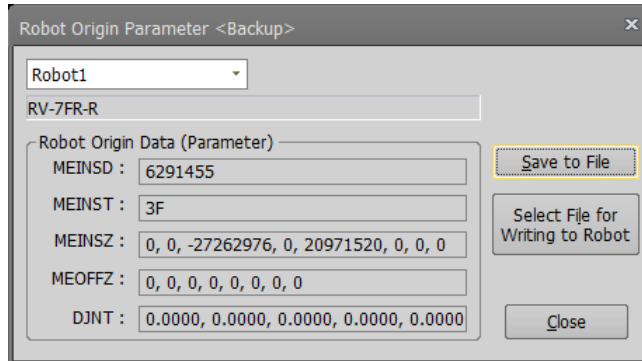 Robot Origin Parameter <Backup>
Robot1
RV-7FR-R
Robot Origin Data (Parameter)
MEINSD : 6291455
MEINST : 3F
MEINSZ : 0, 0, -27262976, 0, 20971520, 0, 0, 0
MEOFFZ : 0, 0, 0, 0, 0, 0, 0, 0
DJNT : 0.0000, 0.0000, 0.0000, 0.0000, 0.0000
Save to File
Select File for
Writing to Robot
Close